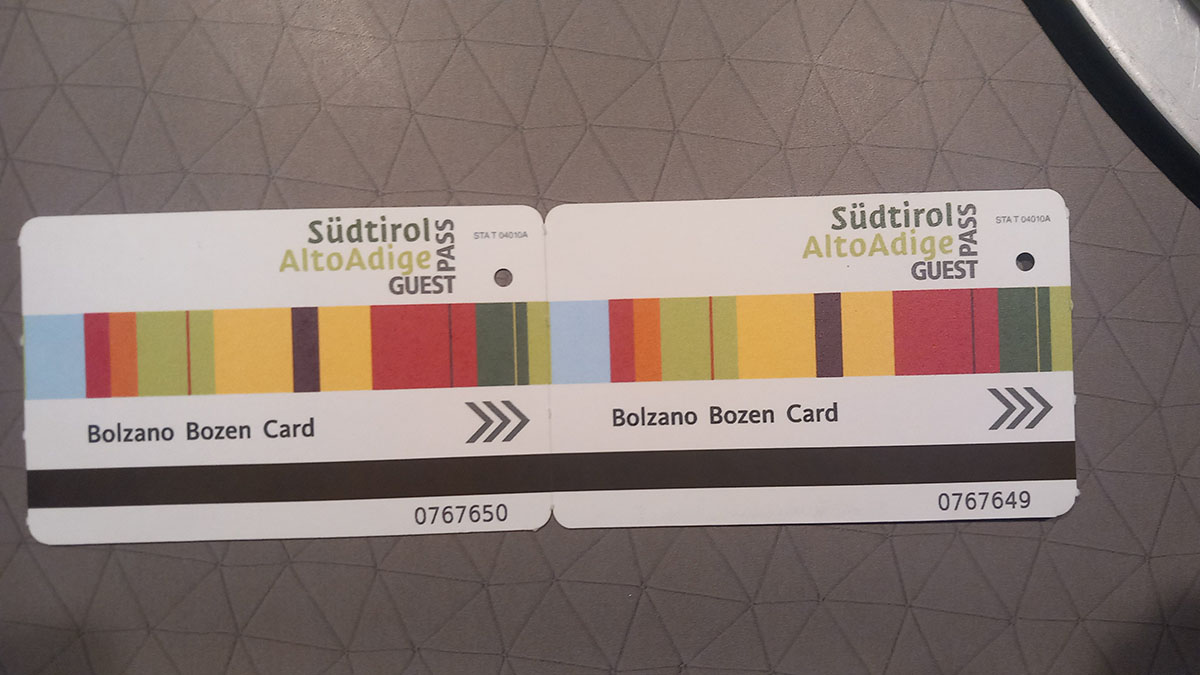 Südtirol
AltoAdige
GUEST
PASS
STA T 04010A
Bolzano Bozen Card
0767650
Südtirol
AltoAdige
GUEST
PASS
STA T 04010A
Bolzano Bozen Card
0767649